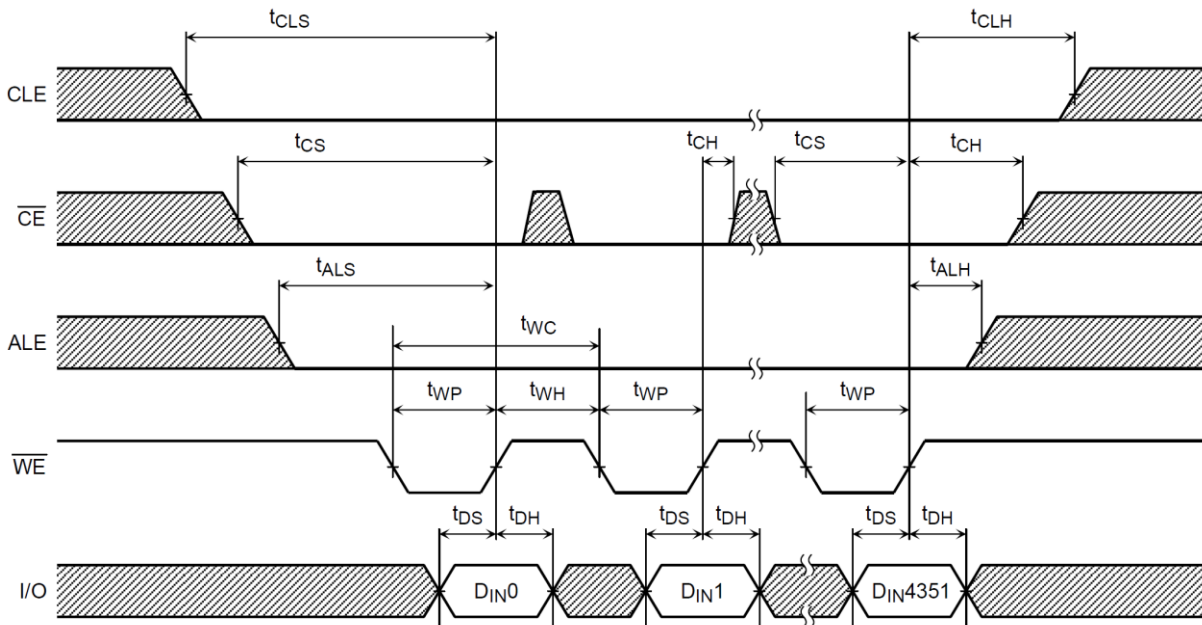 tCLS tCLH
CLE
tCS tCH tCS tCH
CE
tALS tALH
ALE
tWC
tWP tWH tWP tWP
WE
tDS tDH tDS tDH tDS tDH
I/O DIN0 DIN1 DIN4351